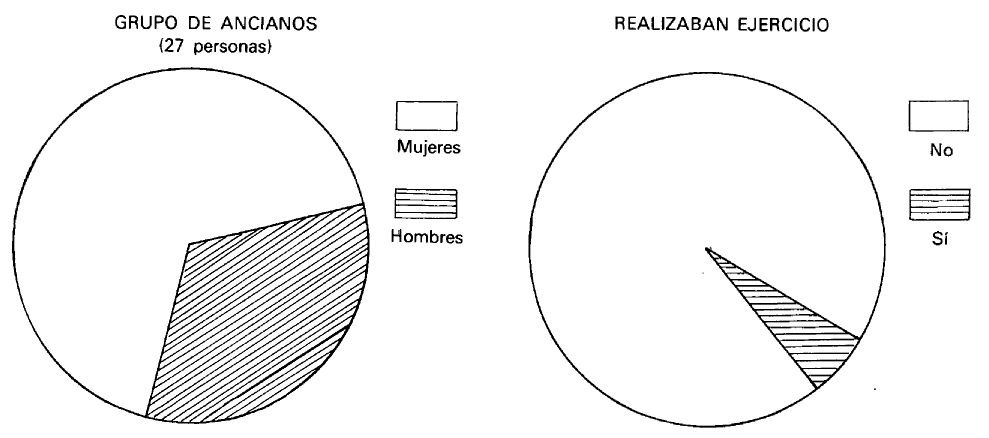 GRUPO DE ANCIANOS
(27 personas)
Mujeres
Hombres
REALIZABAN EJERCICIO
No
Sí